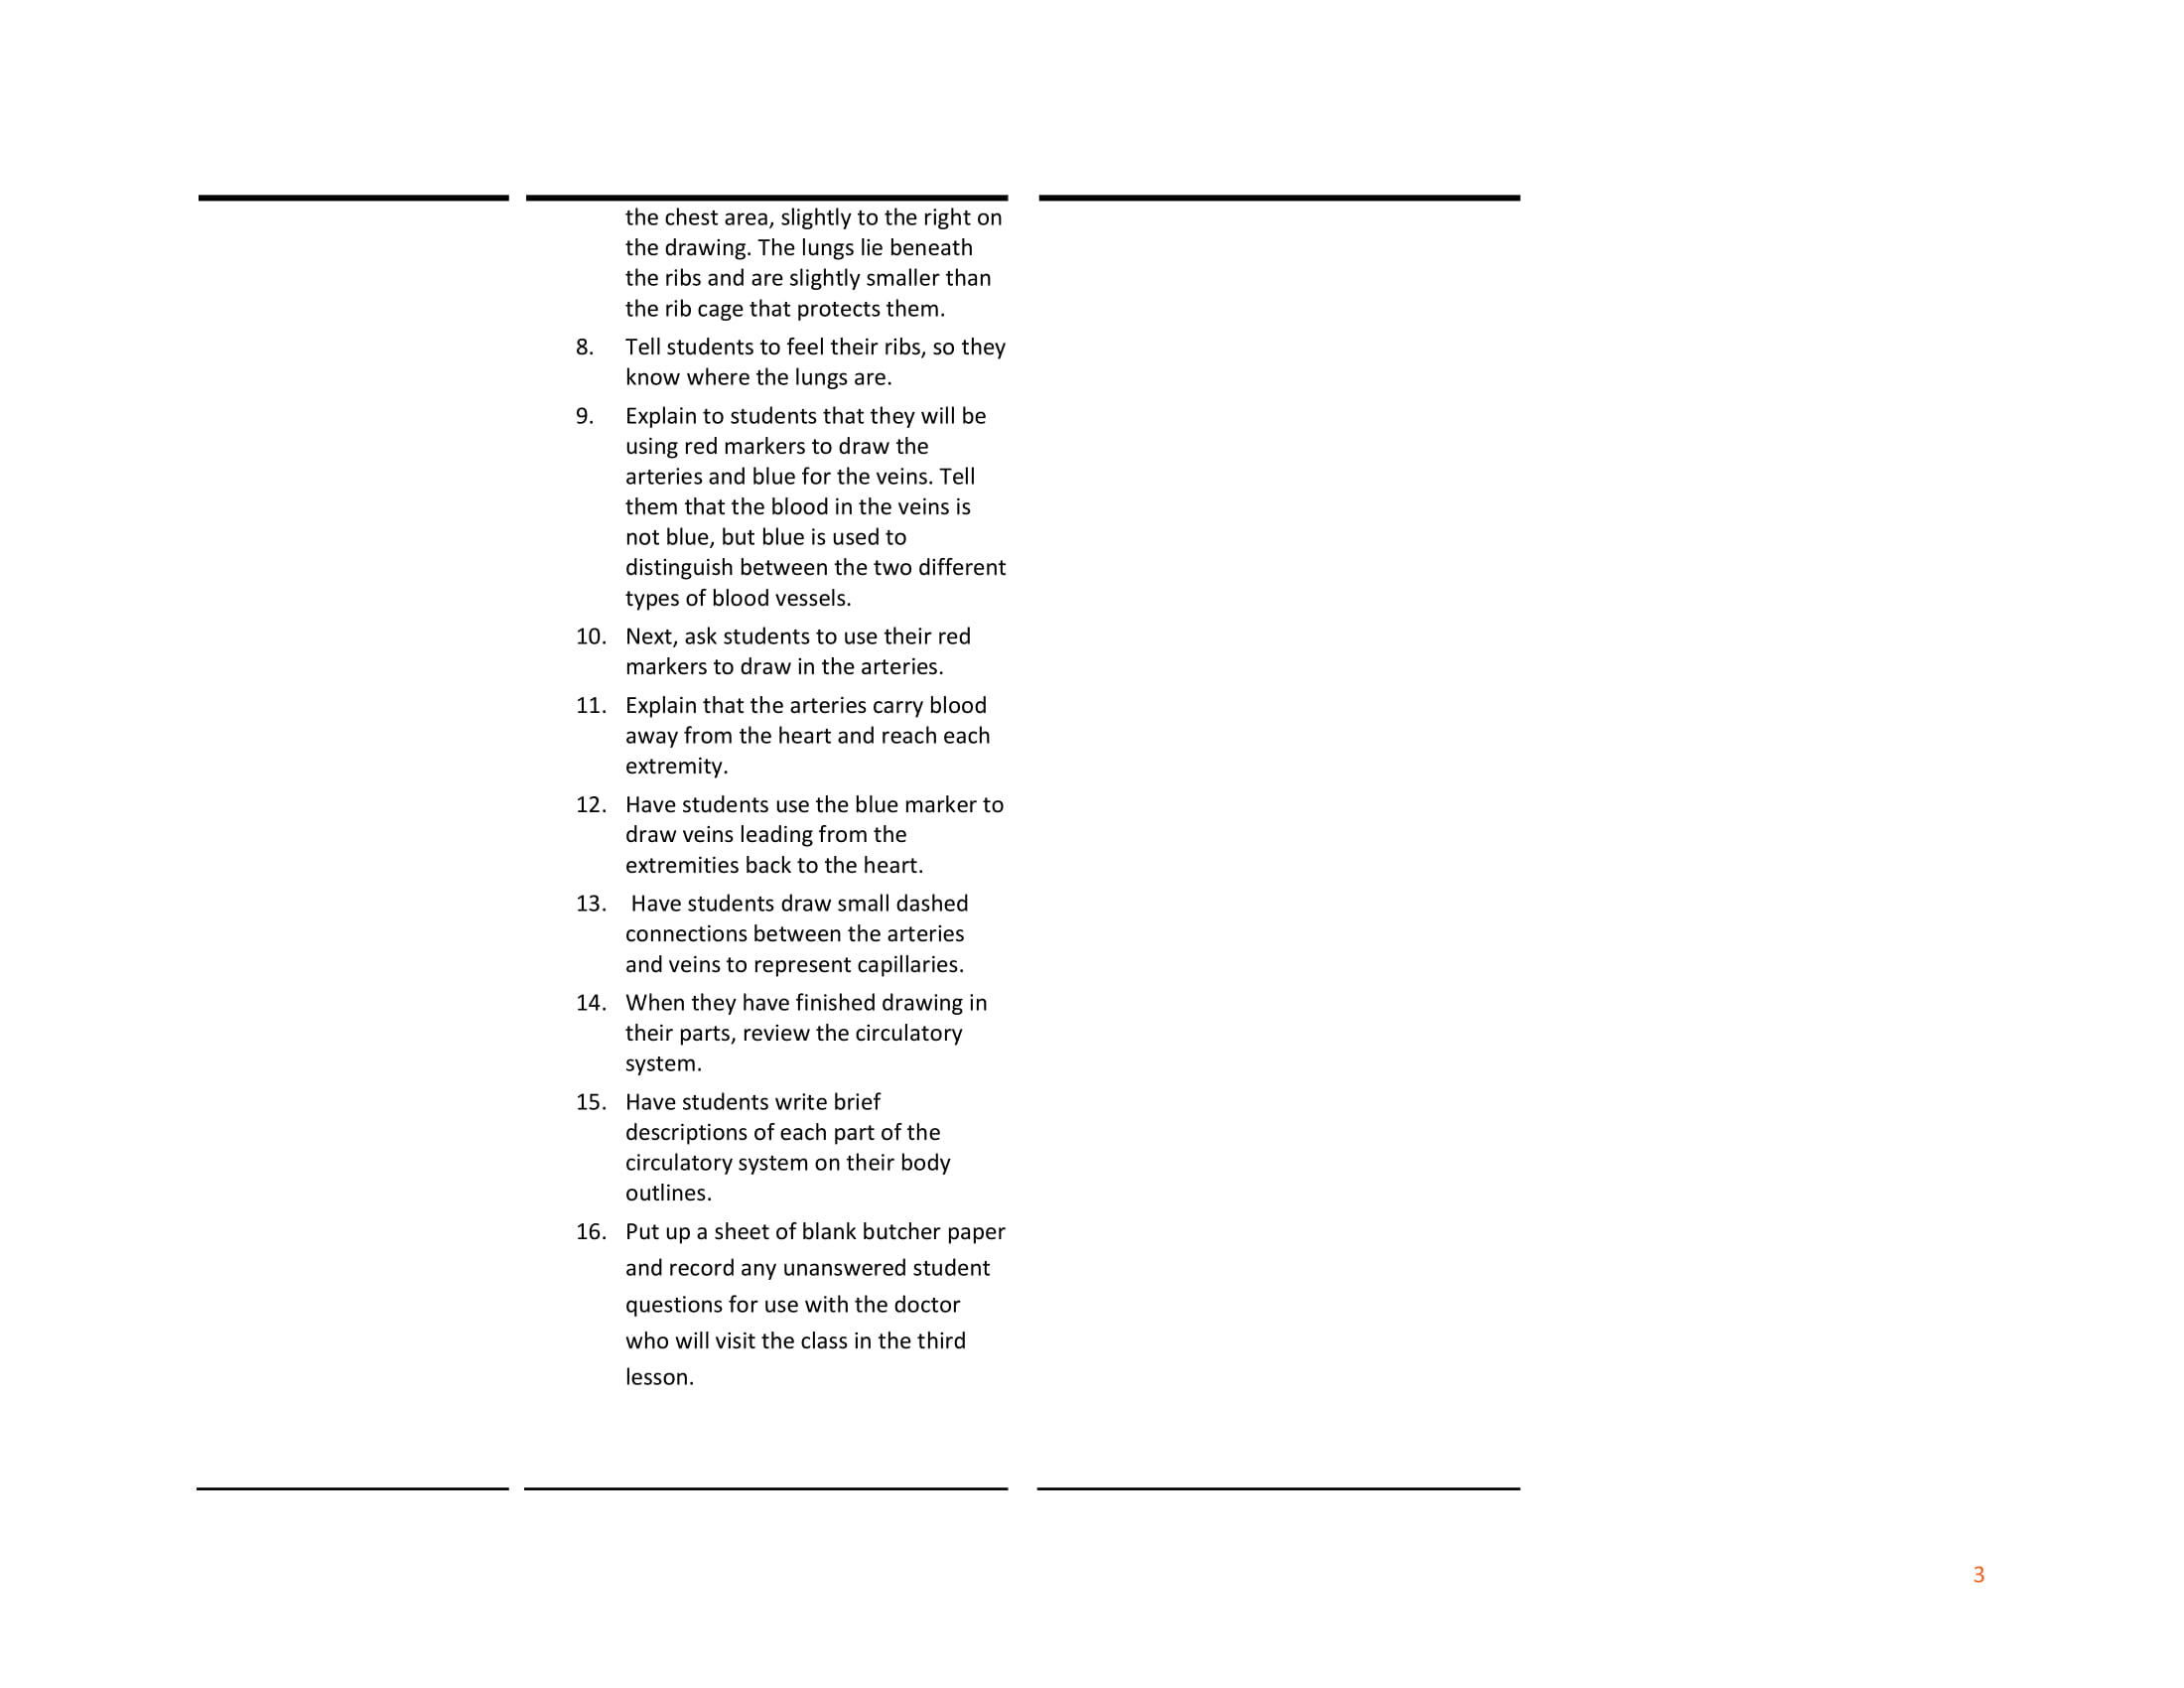 the chest area, slightly to the right on
the drawing. The lungs lie beneath
the ribs and are slightly smaller than
the rib cage that protects them.
8. Tell students to feel their ribs, so they
know where the lungs are.
9. Explain to students that they will be
using red markers to draw the
arteries and blue for the veins. Tell
them that the blood in the veins is
not blue, but blue is used to
distinguish between the two different
types of blood vessels.
10. Next, ask students to use their red
markers to draw in the arteries.
11. Explain that the arteries carry blood
away from the heart and reach each
extremity.
12. Have students use the blue marker to
draw veins leading from the
extremities back to the heart.
13. Have students draw small dashed
connections between the arteries
and veins to represent capillaries.
14. When they have finished drawing in
their parts, review the circulatory
system.
15. Have students write brief
descriptions of each part of the
circulatory system on their body
outlines.
16. Put up a sheet of blank butcher paper
and record any unanswered student
questions for use with the doctor
who will visit the class in the third
lesson.
3